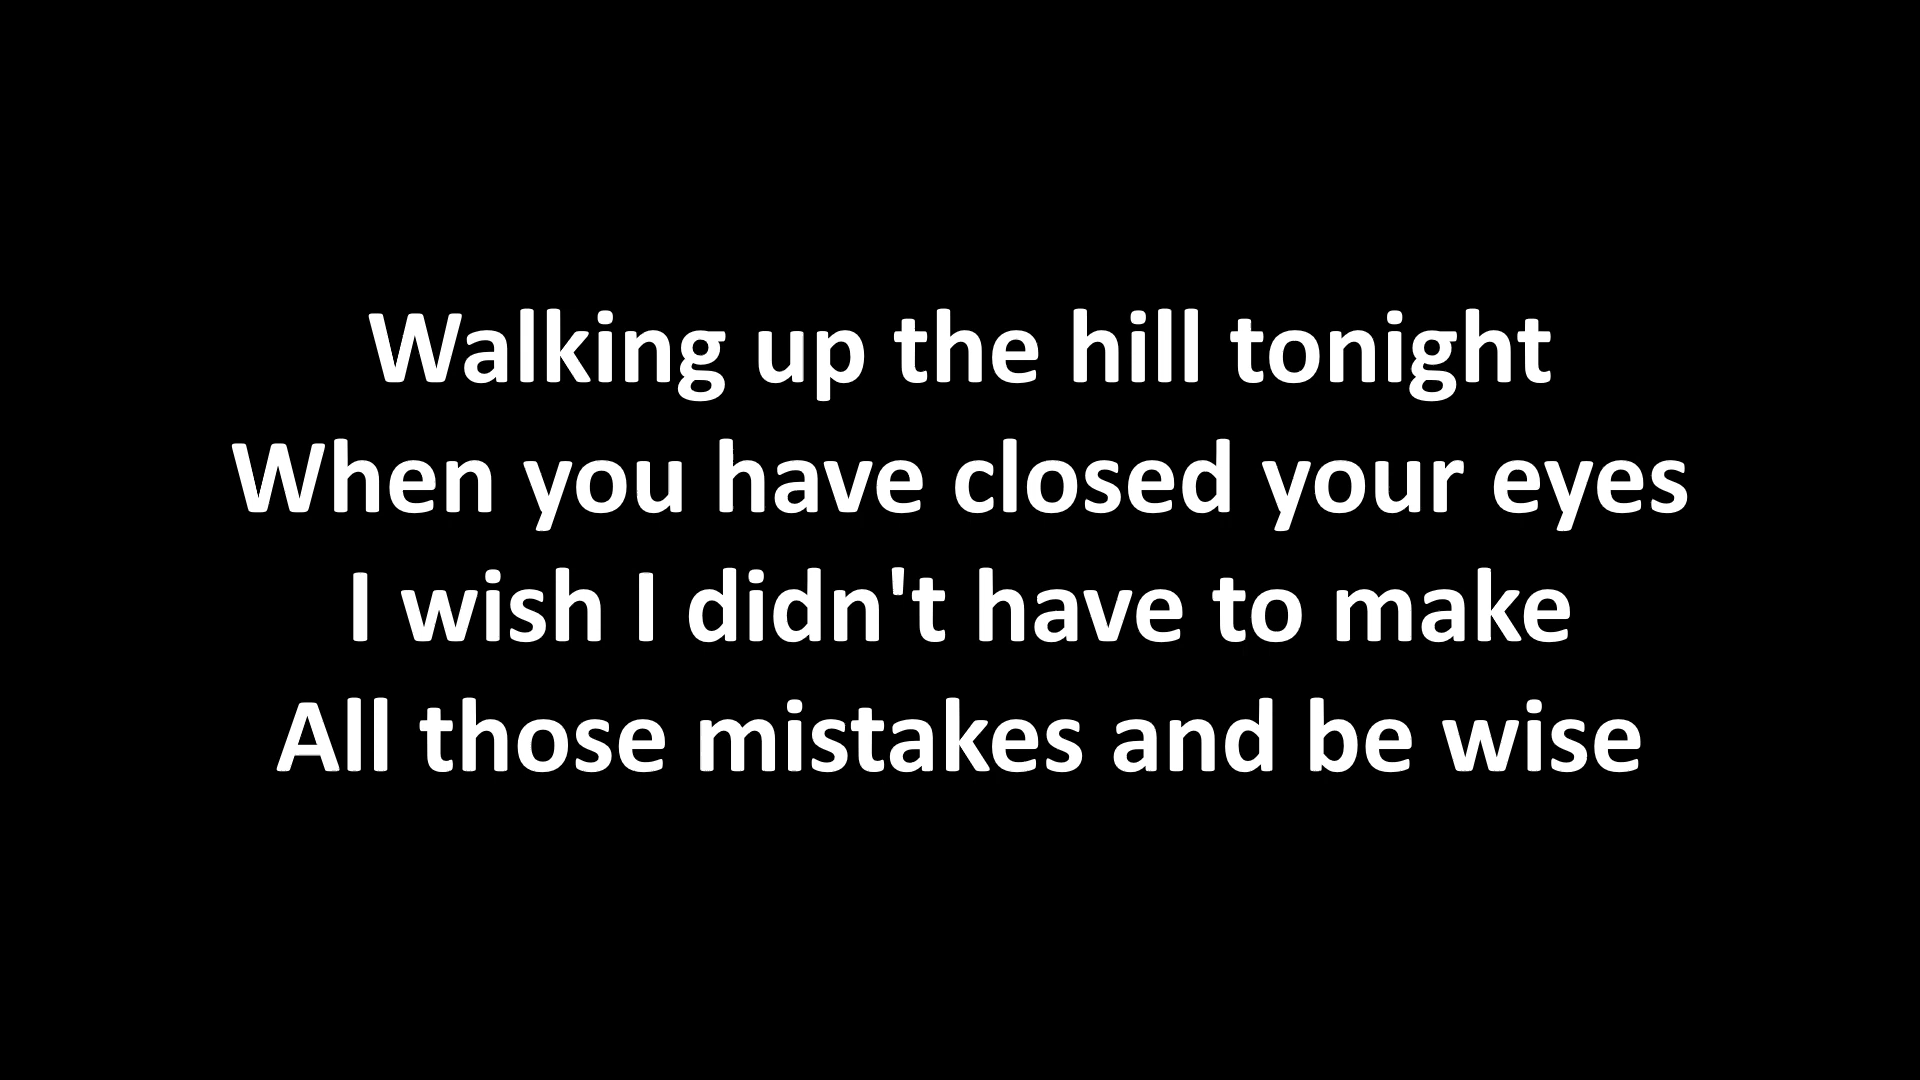 Walking up the hill tonight
When you have closed your eyes
I wish I didn't have to make
All those mistakes and be wise